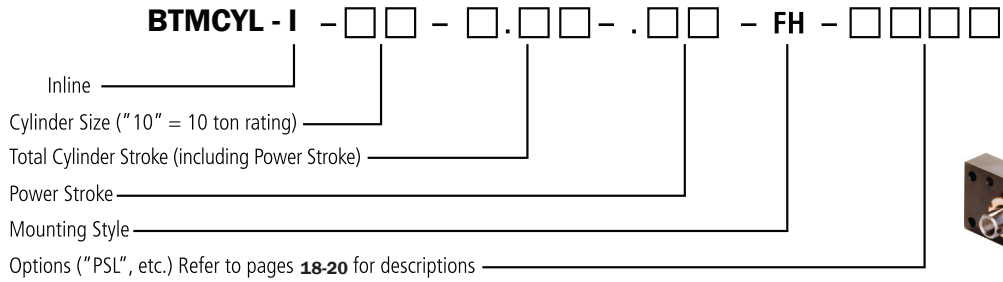 BTMCYL - I – □□ – □.□□ – .□□ – FH – □□□□
Inline
Cylinder Size ("10" = 10 ton rating)
Total Cylinder Stroke (including Power Stroke)
Power Stroke
Mounting Style
Options ("PSL", etc.) Refer to pages 18-20 for descriptions